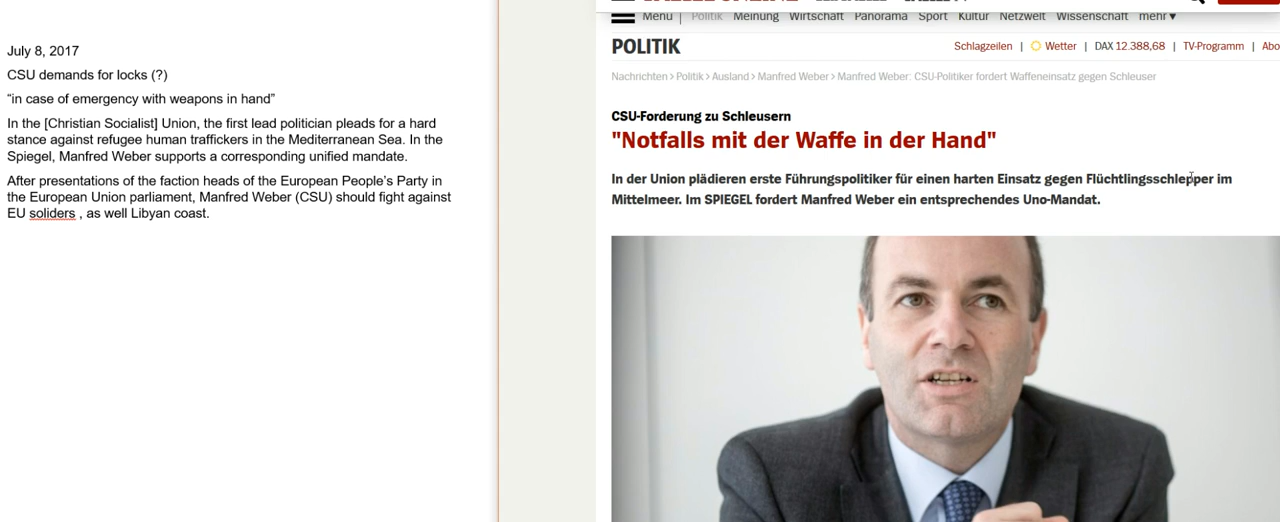 July 8, 2017
CSU demands for locks (?)
“in case of emergency with weapons in hand”
In the [Christian Socialist] Union, the first lead politician pleads for a hard
stance against refugee human traffickers in the Mediterranean Sea. In the
Spiegel, Manfred Weber supports a corresponding unified mandate.
After presentations of the faction heads of the European People’s Party in
the European Union parliament, Manfred Weber (CSU) should fight against
EU soliders , as well Libyan coast.
Menü | Politik Meinung Wirtschaft Panorama Sport Kultur Netzwelt Wissenschaft mehr ▼
POLITIK
Schlagzeilen | Wetter | DAX 12.388,68 | TV-Programm | Abo
Nachrichten > Politik > Ausland > Manfred Weber > Manfred Weber: CSU-Politiker fordert Waffeneinsatz gegen Schleuser
CSU-Forderung zu Schleusern
"Notfalls mit der Waffe in der Hand"
In der Union plädieren erste Führungspolitiker für einen harten Einsatz gegen Flüchtlingsschlepper im
Mittelmeer. Im SPIEGEL fordert Manfred Weber ein entsprechendes Uno-Mandat.